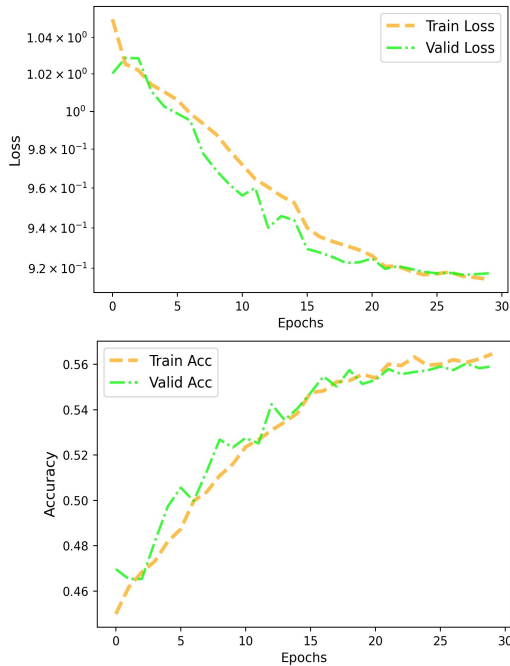 1.04 × 10⁰
1.02 × 10⁰
10⁰
9.8 × 10⁻¹
9.6 × 10⁻¹
9.4 × 10⁻¹
9.2 × 10⁻¹
Loss
Train Loss
Valid Loss
0 5 10 15 20 25 30
Epochs
0.56
0.54
0.52
0.50
0.48
0.46
Accuracy
Train Acc
Valid Acc
0 5 10 15 20 25 30
Epochs